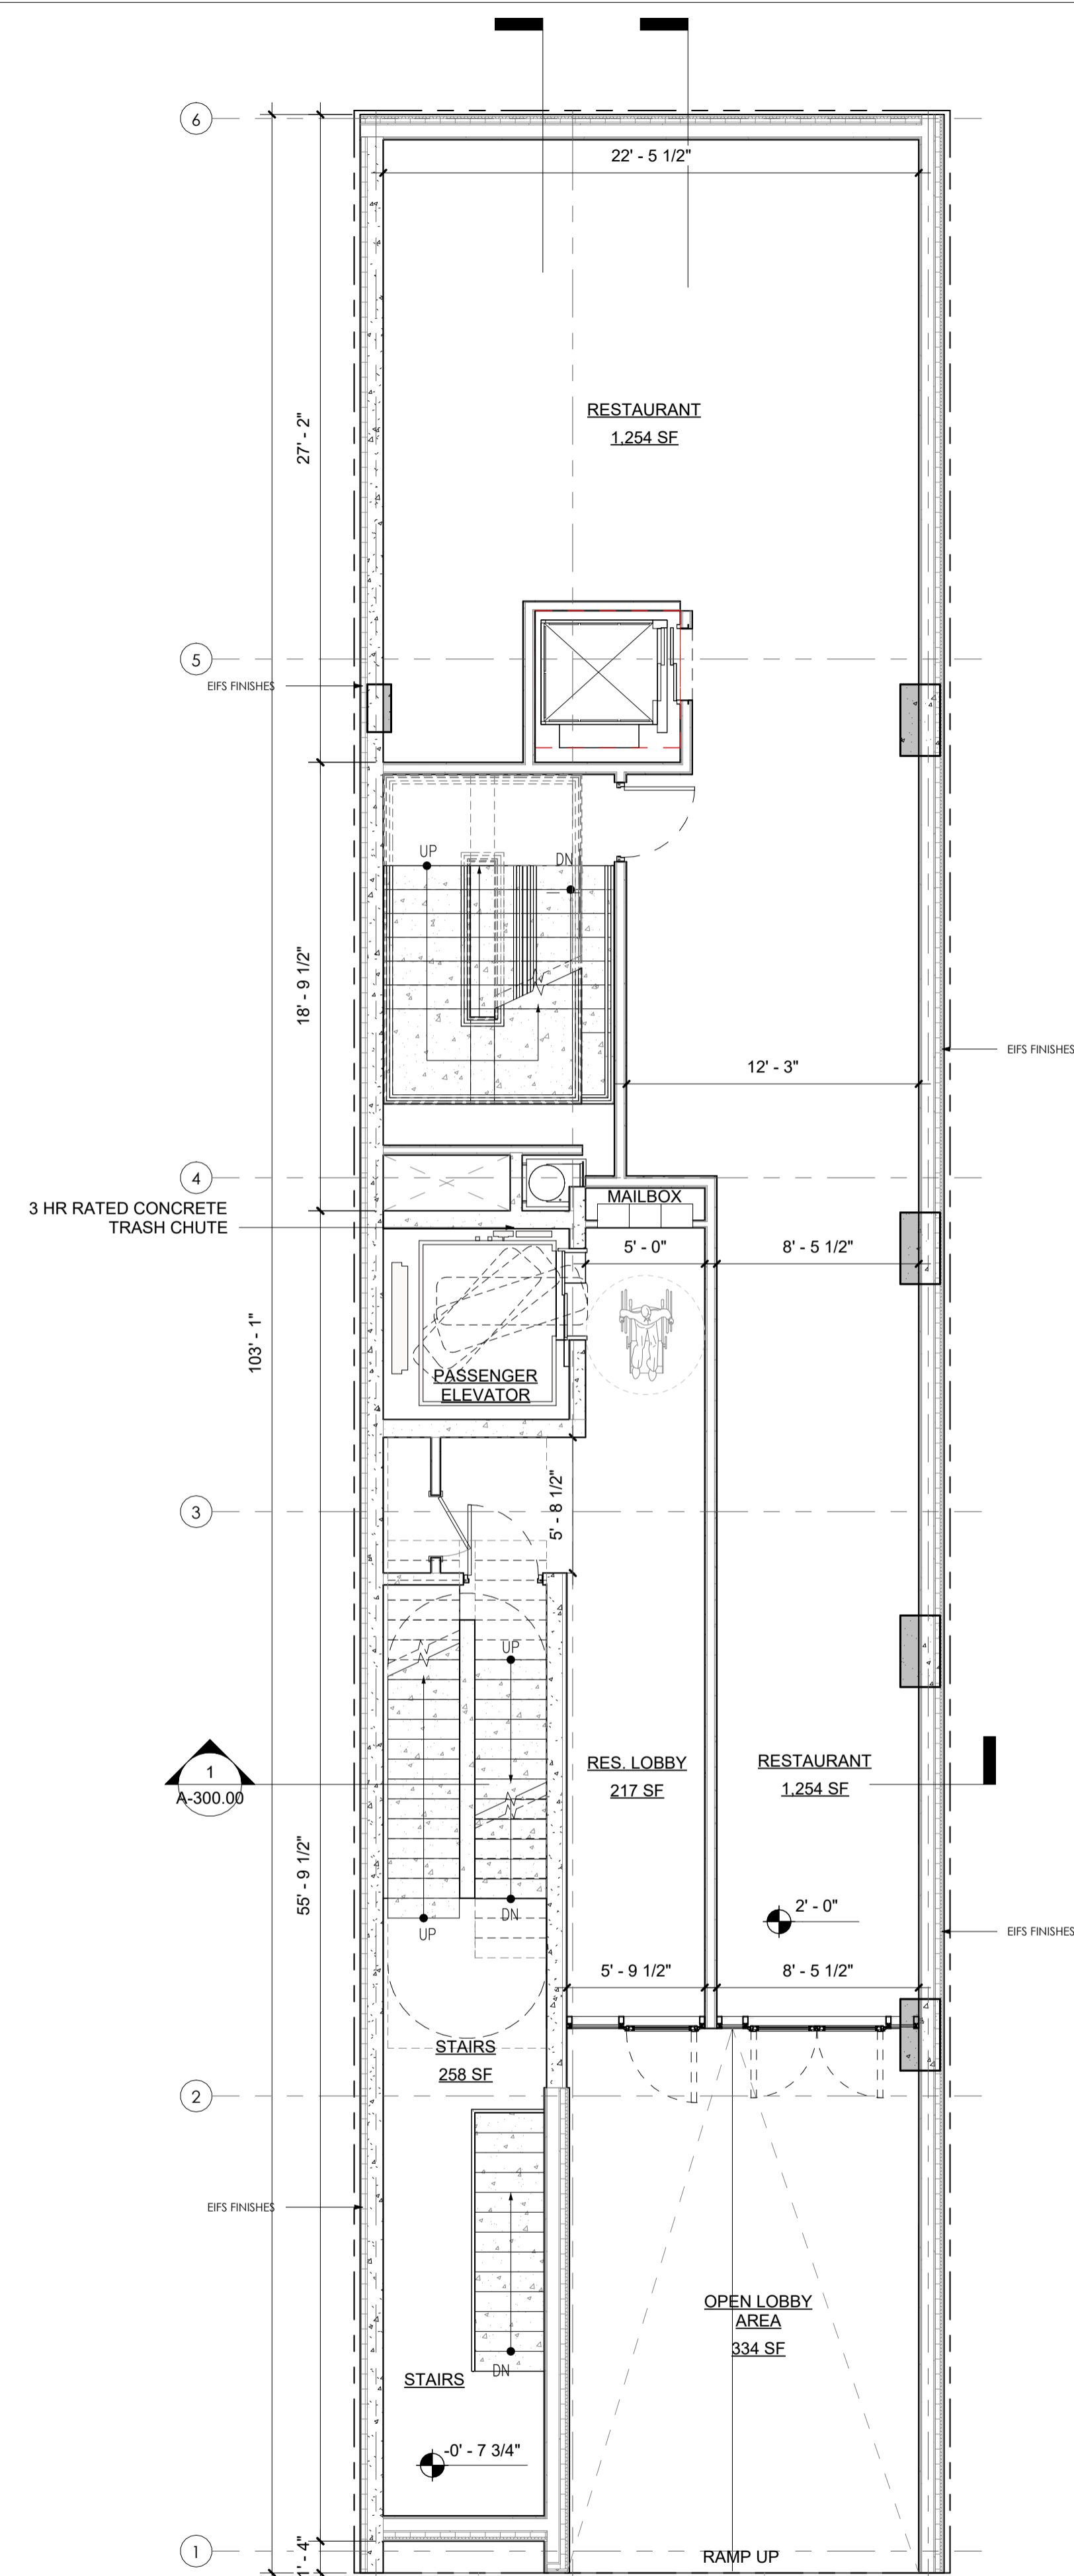 6
22' - 5 1/2"
27' - 2"
RESTAURANT
1,254 SF
5
EIFS FINISHES
UP
DN
18' - 9 1/2"
EIFS FINISHES
12' - 3"
4
3 HR RATED CONCRETE
TRASH CHUTE
MAILBOX
5' - 0"
8' - 5 1/2"
103' - 1"
PASSENGER
ELEVATOR
5' - 8 1/2"
3
UP
1
A-300.00
RES. LOBBY
217 SF
RESTAURANT
1,254 SF
55' - 9 1/2"
DN
UP
2' - 0"
EIFS FINISHES
5' - 9 1/2"
8' - 5 1/2"
STAIRS
258 SF
2
EIFS FINISHES
OPEN LOBBY
AREA
334 SF
DN
STAIRS
-0' - 7 3/4"
1
1' - 4"
RAMP UP